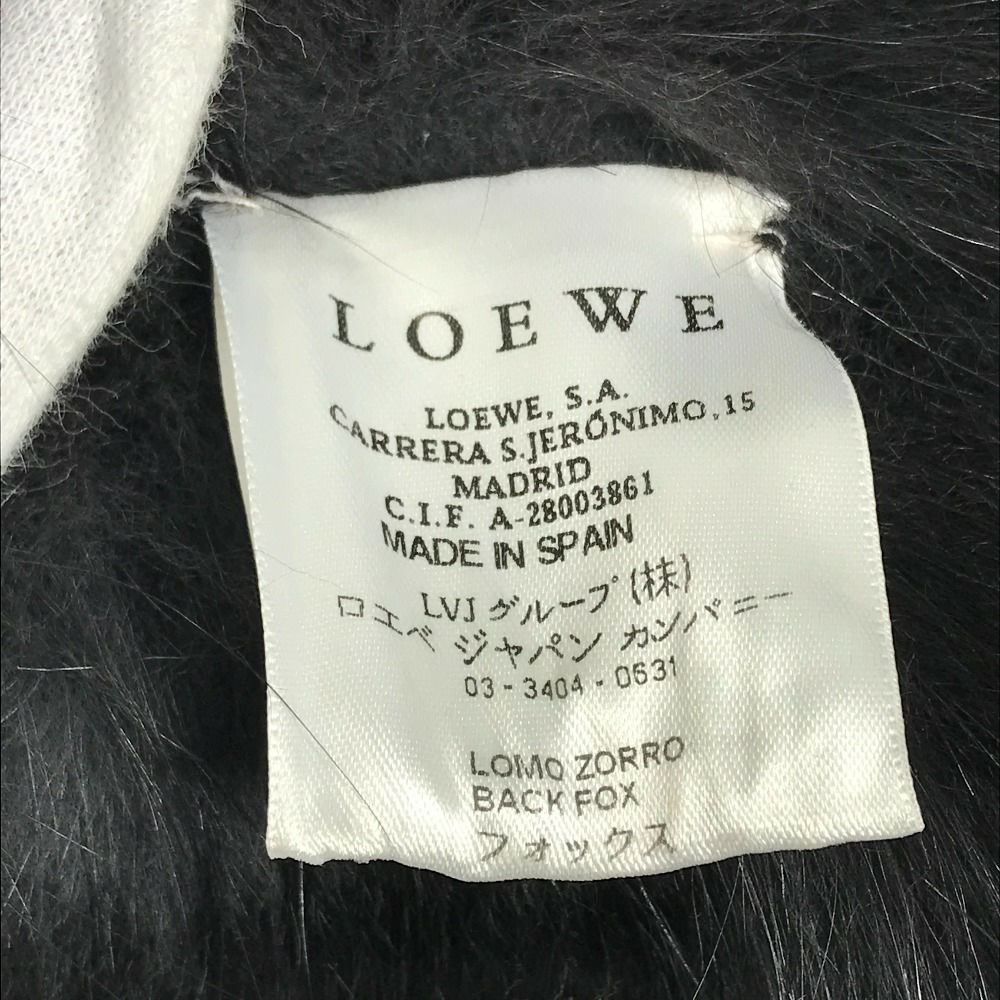 LOEWE
LOEWE, S.A.
CARRERA S.JERÓNIMO,15
MADRID
C.I.F. A-28003861
MADE IN SPAIN
LVJ グループ(株)
ロエベ ジャパン カンパニー
03-3404-0631
LOMO ZORRO
BACK FOX
フォックス